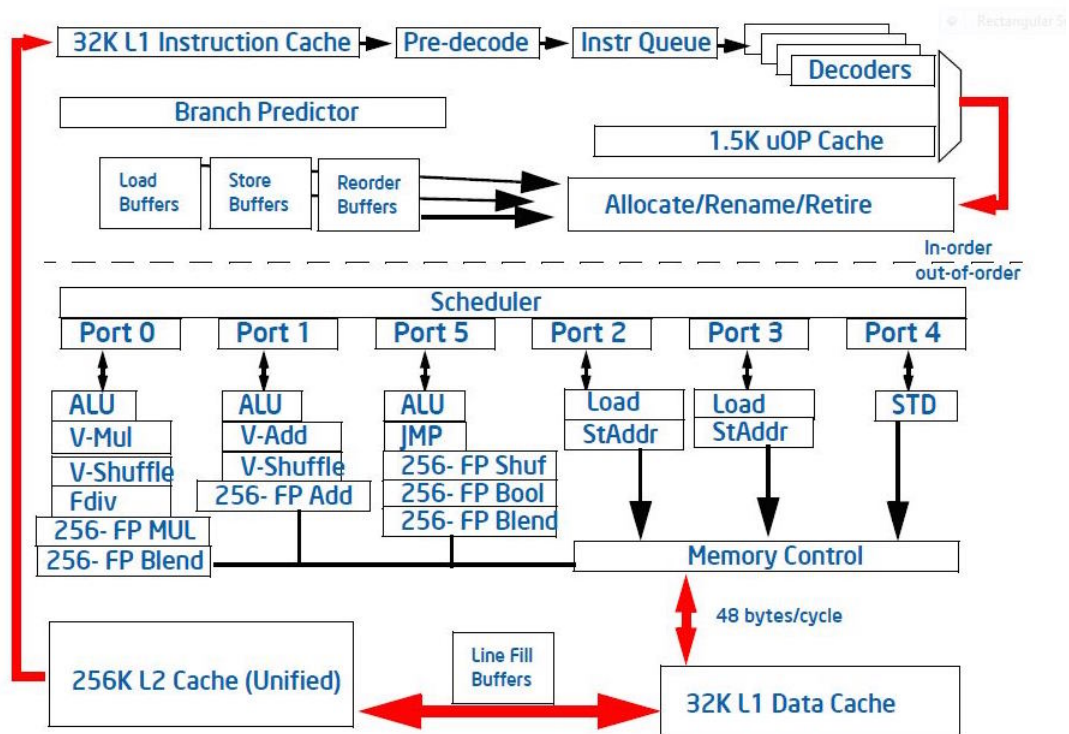 Rectangular S
32K L1 Instruction Cache
Pre-decode
Instr Queue
Decoders
Branch Predictor
1.5K uOP Cache
Load
Buffers
Store
Buffers
Reorder
Buffers
Allocate/Rename/Retire
In-order
out-of-order
Scheduler
Port 0
Port 1
Port 5
Port 2
Port 3
Port 4
ALU
V-Mul
V-Shuffle
Fdiv
256- FP MUL
256- FP Blend
ALU
V-Add
V-Shuffle
256- FP Add
ALU
JMP
256- FP Shuf
256- FP Bool
256- FP Blend
Load
StAddr
Load
StAddr
STD
Memory Control
48 bytes/cycle
256K L2 Cache (Unified)
Line Fill
Buffers
32K L1 Data Cache